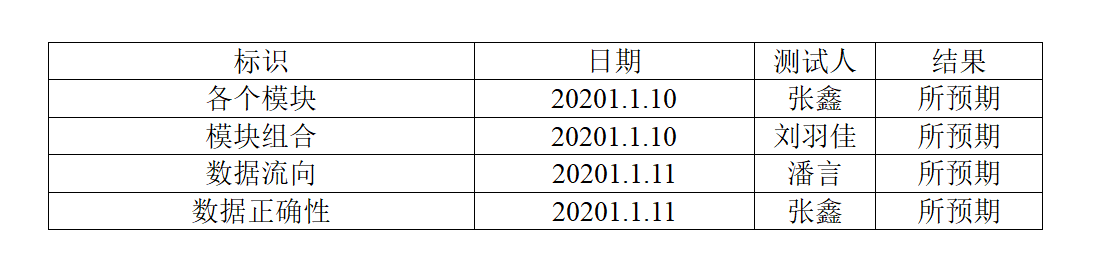 标识 日期 测试人 结果
各个模块 20201.1.10 张鑫 所预期
模块组合 20201.1.10 刘羽佳 所预期
数据流向 20201.1.11 潘言 所预期
数据正确性 20201.1.11 张鑫 所预期